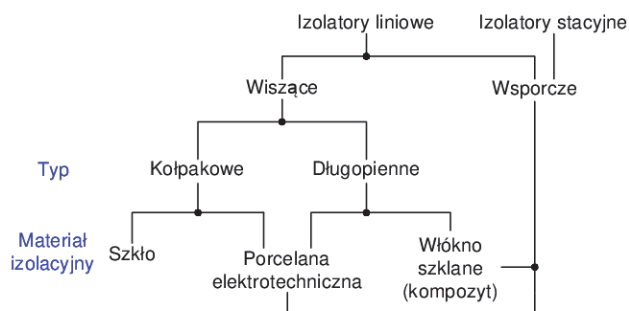 Izolatory liniowe
Izolatory stacyjne
Wiszące
Wsporcze
Typ
Kołpakowe
Długopienne
Materiał
izolacyjny
Szkło
Porcelana
elektrotechniczna
Włókno
szklane
(kompozyt)